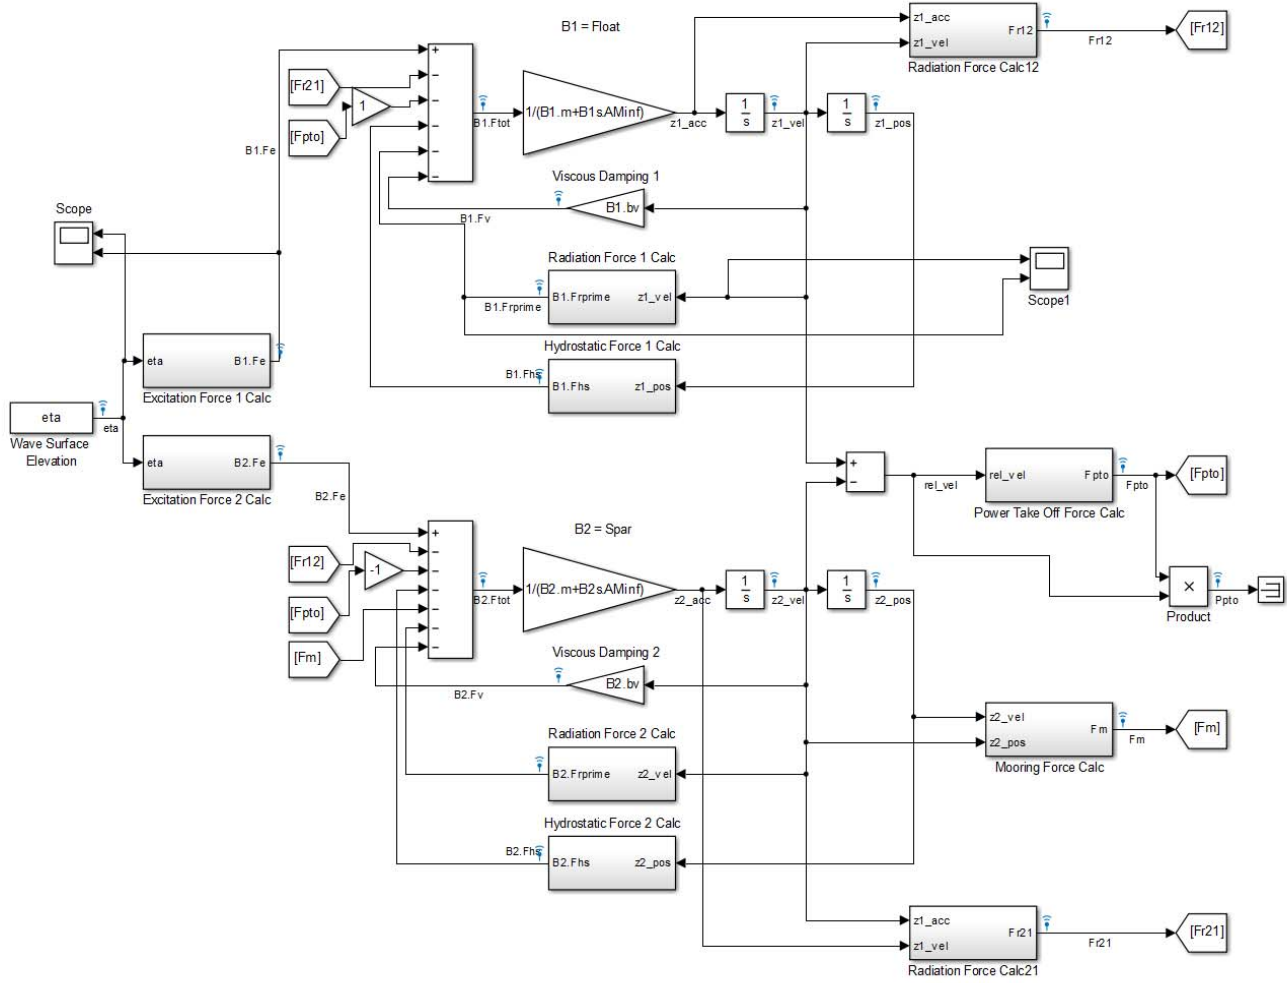 B1 = Float
z1_acc
z1_vel
Fr12
Fr12
[Fr12]
Radiation Force Calc12
+
−
−
−
−
−
[Fr21]
1
[Fpto]
B1.Fe
B1.Ftot
1/(B1.m+B1sAMinf)
z1_acc
1
s
z1_vel
1
s
z1_pos
Viscous Damping 1
B1.bv
B1.Fv
Scope
Radiation Force 1 Calc
B1.Frprime
B1.Frprime
z1_vel
Scope1
Hydrostatic Force 1 Calc
B1.Fhs
B1.Fhs
z1_pos
eta
B1.Fe
Excitation Force 1 Calc
eta
eta
Wave Surface
Elevation
eta
B2.Fe
Excitation Force 2 Calc
B2.Fe
+
−
rel_vel
rel_vel
Fpto
Fpto
[Fpto]
Power Take Off Force Calc
B2 = Spar
+
−
−
−
−
−
−
[Fr12]
-1
[Fpto]
[Fm]
B2.Ftot
1/(B2.m+B2sAMinf)
z2_acc
1
s
z2_vel
1
s
z2_pos
×
Ppto
Product
Viscous Damping 2
B2.bv
B2.Fv
z2_vel
z2_pos
Fm
Fm
[Fm]
Mooring Force Calc
Radiation Force 2 Calc
B2.Frprime
z2_vel
Hydrostatic Force 2 Calc
B2.Fhs
B2.Fhs
z2_pos
z1_acc
z1_vel
Fr21
Fr21
[Fr21]
Radiation Force Calc21